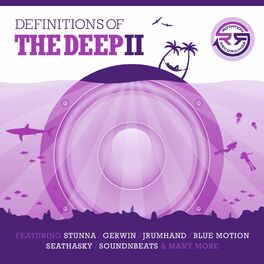 DEFINITIONS OF
THE DEEP II
FEATURING STUNNA / GERWIN / JRUMHAND / BLUE MOTION
SEATHASKY / SOUNDNBEATS & MANY MORE